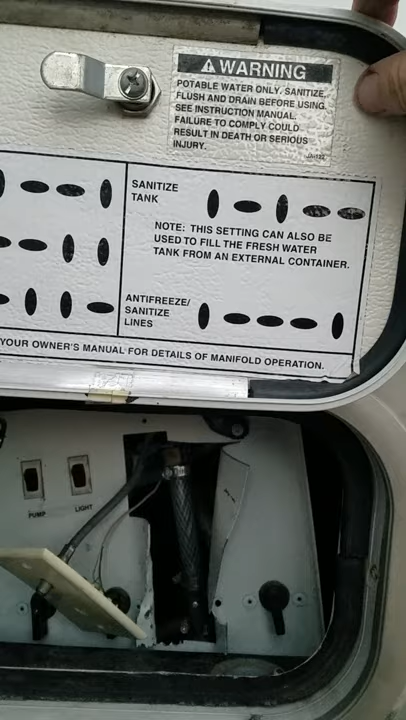 WARNING
POTABLE WATER ONLY. SANITIZE,
FLUSH AND DRAIN BEFORE USING.
SEE INSTRUCTION MANUAL.
FAILURE TO COMPLY COULD
RESULT IN DEATH OR SERIOUS
INJURY.
SANITIZE
TANK
NOTE: THIS SETTING CAN ALSO BE
USED TO FILL THE FRESH WATER
TANK FROM AN EXTERNAL CONTAINER.
ANTIFREEZE/
SANITIZE
LINES
YOUR OWNER'S MANUAL FOR DETAILS OF MANIFOLD OPERATION.
PUMP
LIGHT